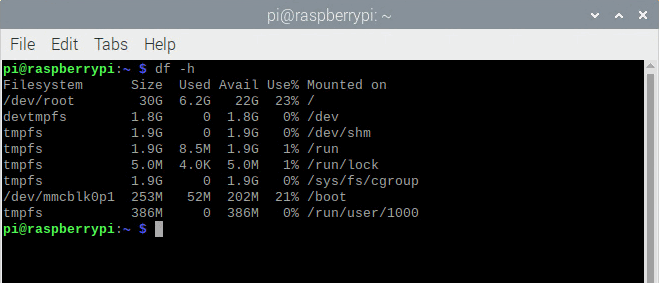 pi@raspberrypi: ~
File Edit Tabs Help
pi@raspberrypi:~ $ df -h
Filesystem      Size  Used Avail Use% Mounted on
/dev/root        30G  6.2G   22G  23% /
devtmpfs        1.8G     0  1.8G   0% /dev
tmpfs           1.9G     0  1.9G   0% /dev/shm
tmpfs           1.9G  8.5M  1.9G   1% /run
tmpfs           5.0M  4.0K  5.0M   1% /run/lock
tmpfs           1.9G     0  1.9G   0% /sys/fs/cgroup
/dev/mmcblk0p1  253M   52M  202M  21% /boot
tmpfs           386M     0  386M   0% /run/user/1000
pi@raspberrypi:~ $